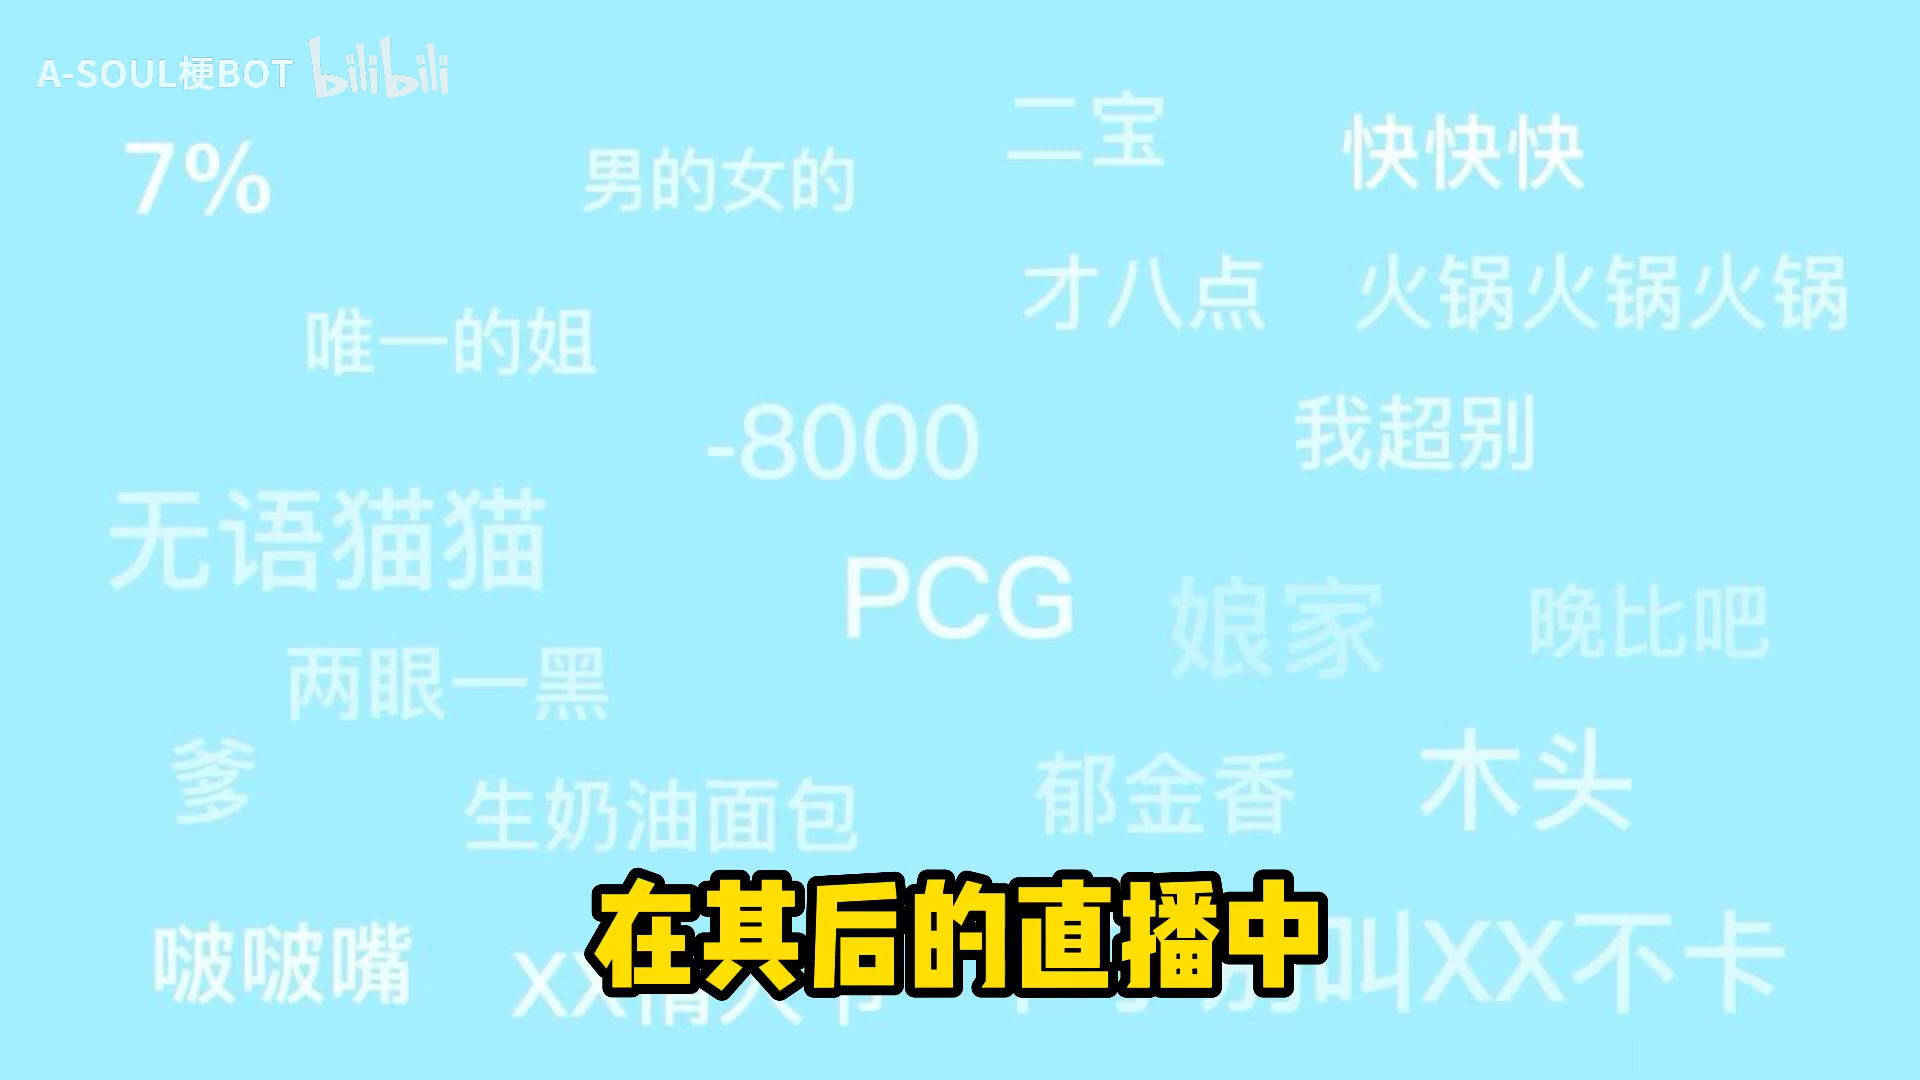 A-SOUL梗BOT bilibili
二宝
快快快
7%
男的女的
才八点
火锅火锅火锅
唯一的姐
-8000
我超别
无语猫猫
PCG
娘家
晚比吧
两眼一黑
爹
生奶油面包
郁金香
木头
啵啵嘴
在其后的直播中
叫XX不卡